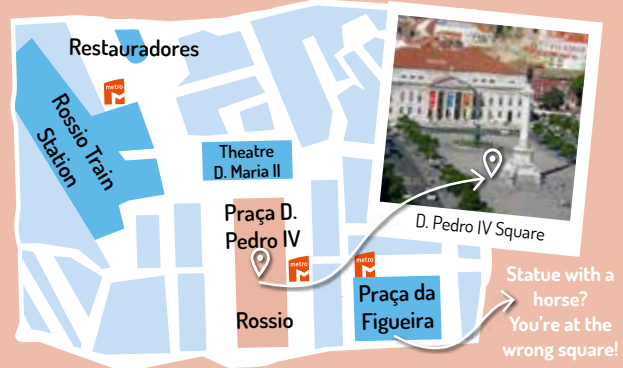 Restauradores
metro
Rossio Train
Station
Theatre
D. Maria II
Praça D.
Pedro IV
metro
Rossio
metro
Praça da
Figueira
D. Pedro IV Square
Statue with a
horse?
You're at the
wrong square!